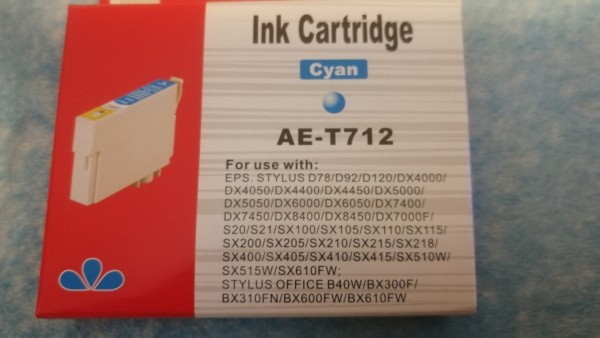 Ink Cartridge
Cyan
AE-T712
For use with:
EPS. STYLUS D78/D92/D120/DX4000/
DX4050/DX4400/DX4450/DX5000/
DX5050/DX6000/DX6050/DX7400/
DX7450/DX8400/DX8450/DX7000F/
S20/S21/SX100/SX105/SX110/SX115/
SX200/SX205/SX210/SX215/SX218/
SX400/SX405/SX410/SX415/SX510W/
SX515W/SX610FW;
STYLUS OFFICE B40W/BX300F/
BX310FN/BX600FW/BX610FW